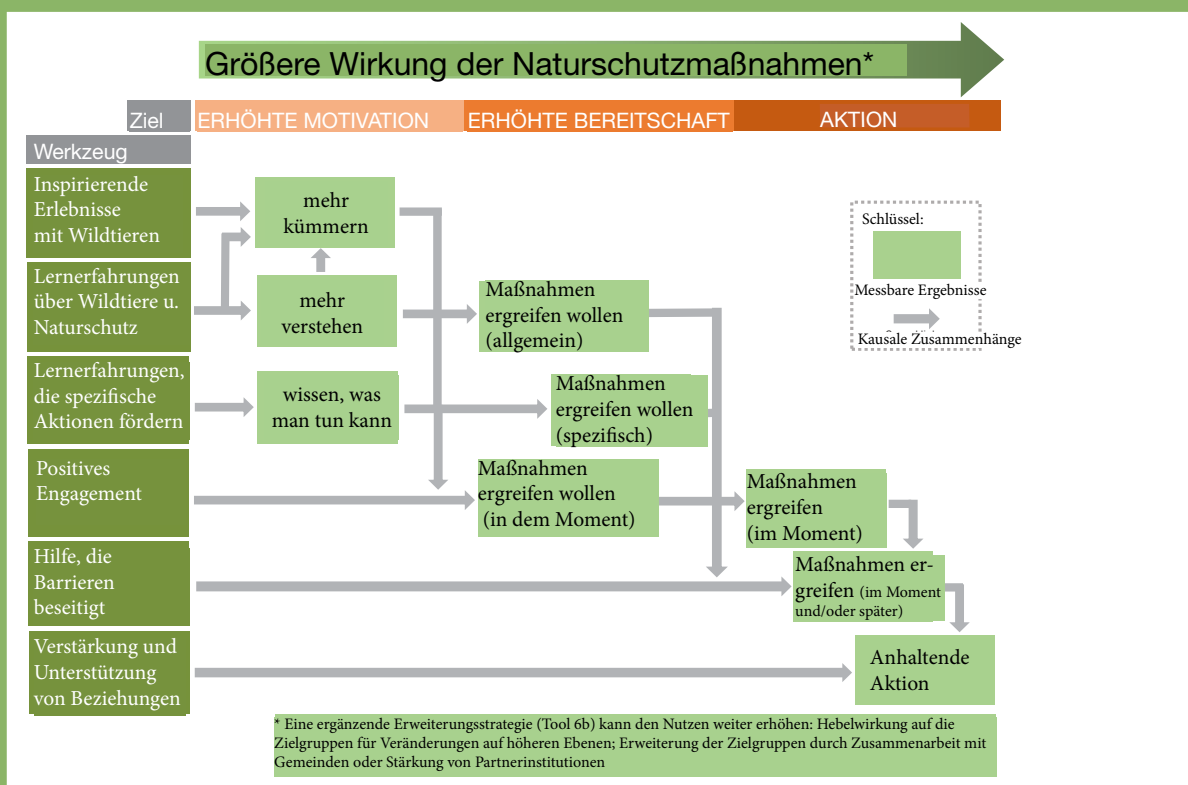 Größere Wirkung der Naturschutzmaßnahmen*
Ziel
ERHÖHTE MOTIVATION
ERHÖHTE BEREITSCHAFT
AKTION
Werkzeug
Inspirierende
Erlebnisse
mit Wildtieren
mehr
kümmern
Schlüssel:
Messbare Ergebnisse
Kausale Zusammenhänge
Lernerfahrungen
über Wildtiere u.
Naturschutz
mehr
verstehen
Maßnahmen
ergreifen wollen
(allgemein)
Lernerfahrungen,
die spezifische
Aktionen fördern
wissen, was
man tun kann
Maßnahmen
ergreifen wollen
(spezifisch)
Positives
Engagement
Maßnahmen
ergreifen wollen
(in dem Moment)
Maßnahmen
ergreifen
(im Moment)
Hilfe, die
Barrieren
beseitigt
Maßnahmen er-
greifen (im Moment
und/oder später)
Verstärkung und
Unterstützung
von Beziehungen
Anhaltende
Aktion
* Eine ergänzende Erweiterungsstrategie (Tool 6b) kann den Nutzen weiter erhöhen: Hebelwirkung auf die
Zielgruppen für Veränderungen auf höheren Ebenen; Erweiterung der Zielgruppen durch Zusammenarbeit mit
Gemeinden oder Stärkung von Partnerinstitutionen